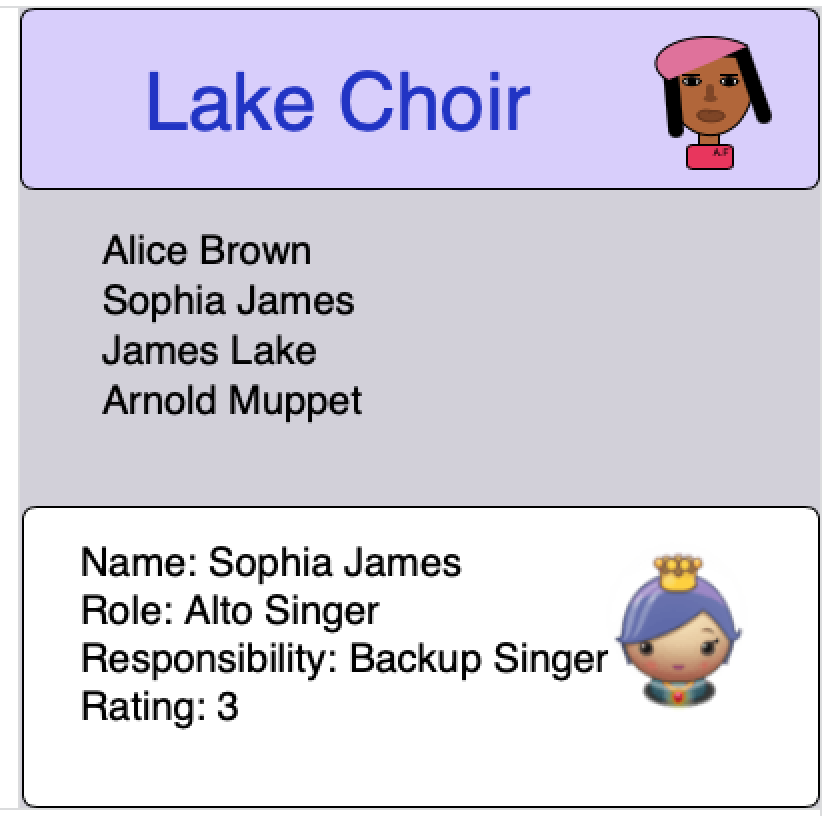 Lake Choir
A.F
Alice Brown
Sophia James
James Lake
Arnold Muppet
Name: Sophia James
Role: Alto Singer
Responsibility: Backup Singer
Rating: 3